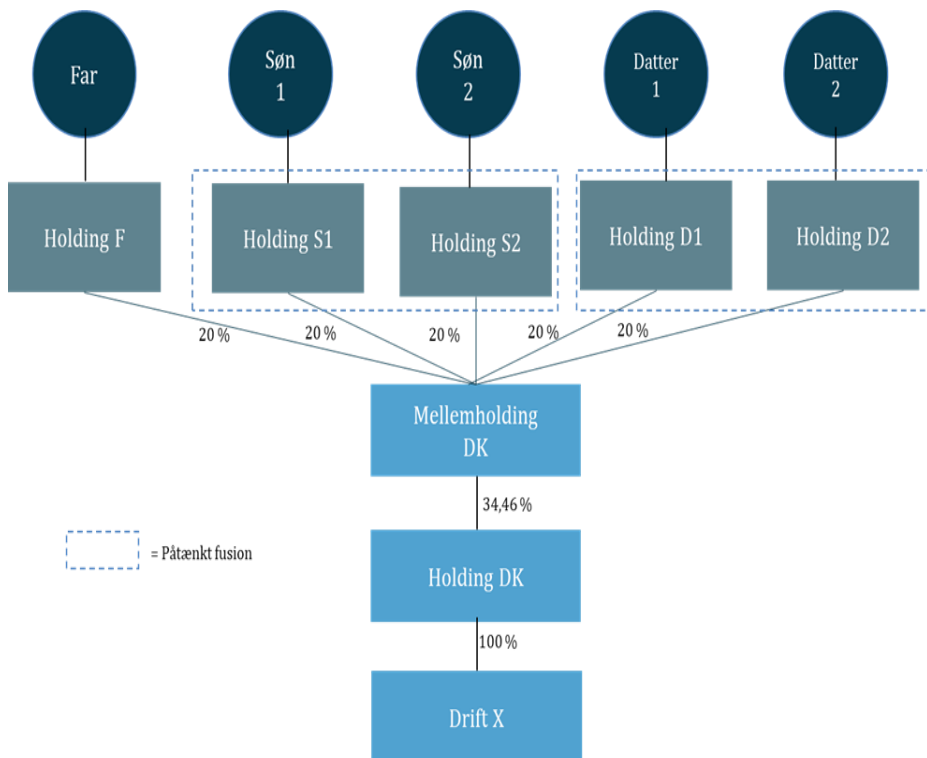 Far
Søn
1
Søn
2
Datter
1
Datter
2
Holding F
Holding S1
Holding S2
Holding D1
Holding D2
20 %
20 %
20 %
20 %
20 %
Mellemholding
DK
34,46 %
= Påtænkt fusion
Holding DK
100 %
Drift X